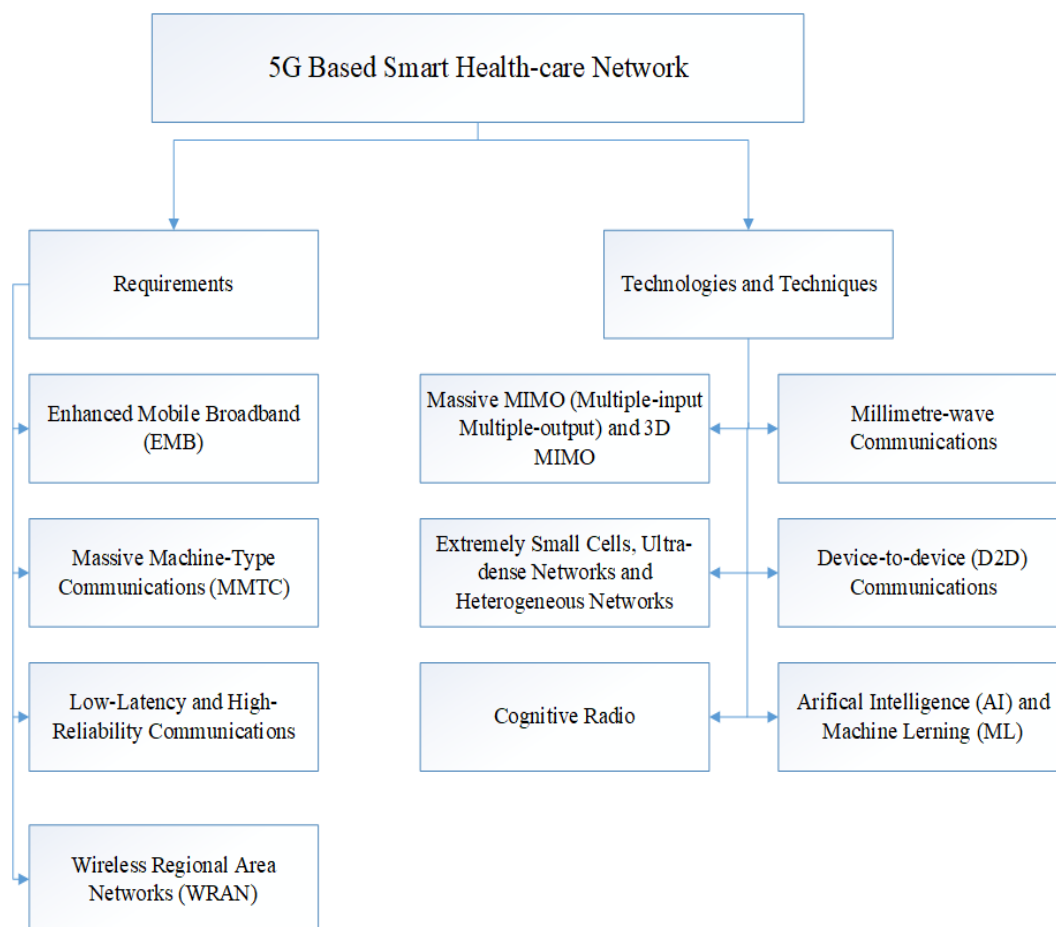 5G Based Smart Health-care Network
Requirements
Technologies and Techniques
Enhanced Mobile Broadband
(EMB)
Massive MIMO (Multiple-input
Multiple-output) and 3D
MIMO
Millimetre-wave
Communications
Massive Machine-Type
Communications (MMTC)
Extremely Small Cells, Ultra-
dense Networks and
Heterogeneous Networks
Device-to-device (D2D)
Communications
Low-Latency and High-
Reliability Communications
Cognitive Radio
Arifical Intelligence (AI) and
Machine Lerning (ML)
Wireless Regional Area
Networks (WRAN)